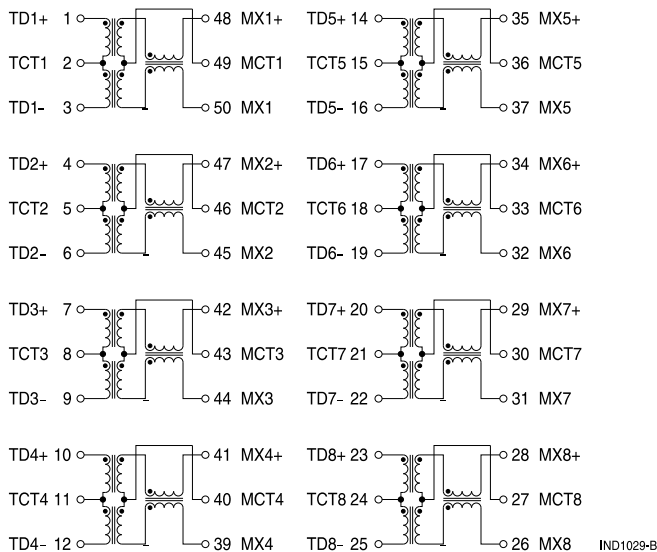 TD1+ 1 48 MX1+ TD5+ 14 35 MX5+
TCT1 2 49 MCT1 TCT5 15 36 MCT5
TD1- 3 50 MX1 TD5- 16 37 MX5
TD2+ 4 47 MX2+ TD6+ 17 34 MX6+
TCT2 5 46 MCT2 TCT6 18 33 MCT6
TD2- 6 45 MX2 TD6- 19 32 MX6
TD3+ 7 42 MX3+ TD7+ 20 29 MX7+
TCT3 8 43 MCT3 TCT7 21 30 MCT7
TD3- 9 44 MX3 TD7- 22 31 MX7
TD4+ 10 41 MX4+ TD8+ 23 28 MX8+
TCT4 11 40 MCT4 TCT8 24 27 MCT8
TD4- 12 39 MX4 TD8- 25 26 MX8 IND1029-B